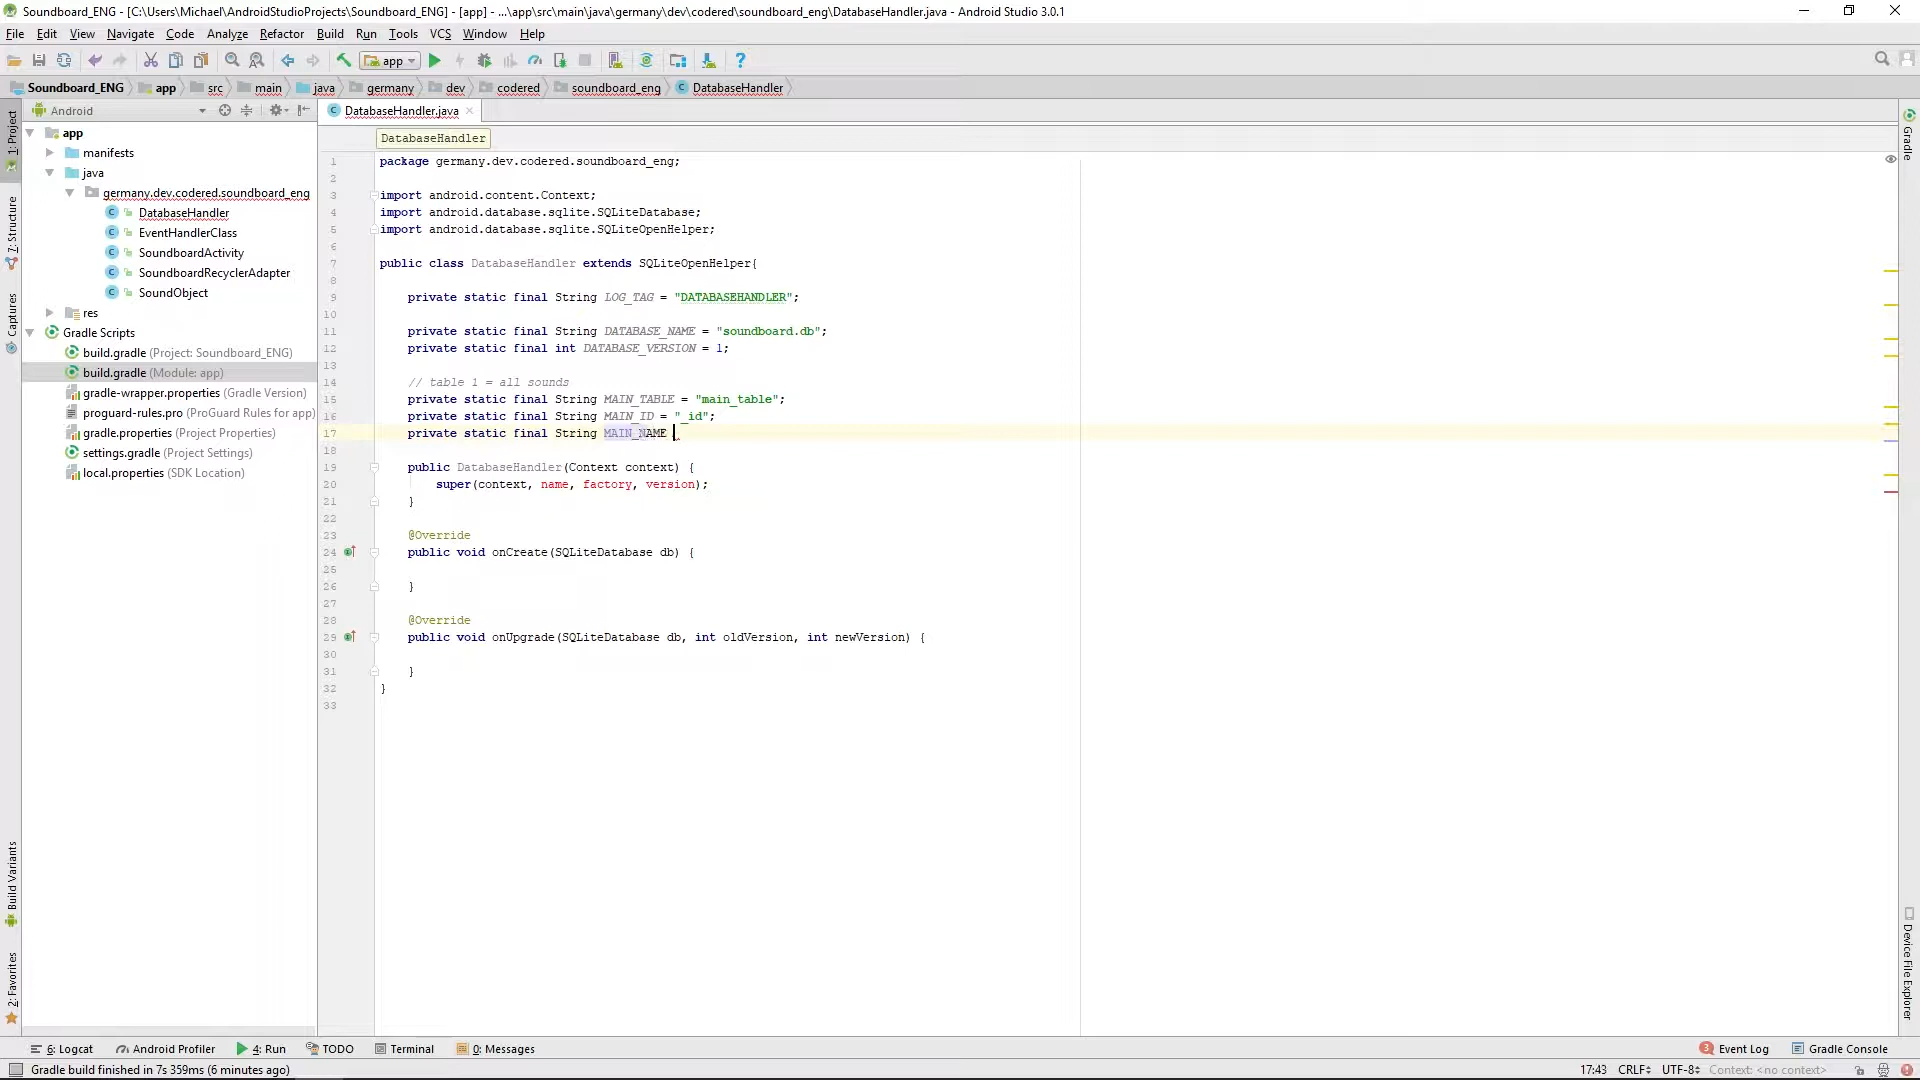 Soundboard_ENG - [C:\Users\Michael\AndroidStudioProjects\Soundboard_ENG] - [app] - ...\app\src\main\java\germany\dev\codered\soundboard_eng\DatabaseHandler.java - Android Studio 3.0.1
File Edit View Navigate Code Analyze Refactor Build Run Tools VCS Window Help
app
Soundboard_ENG app src main java germany dev codered soundboard_eng DatabaseHandler
1: Project
7: Structure
Captures
Build Variants
2: Favorites
Android
app
manifests
java
germany.dev.codered.soundboard_eng
DatabaseHandler
EventHandlerClass
SoundboardActivity
SoundboardRecyclerAdapter
SoundObject
res
Gradle Scripts
build.gradle (Project: Soundboard_ENG)
build.gradle (Module: app)
gradle-wrapper.properties (Gradle Version)
proguard-rules.pro (ProGuard Rules for app)
gradle.properties (Project Properties)
settings.gradle (Project Settings)
local.properties (SDK Location)
DatabaseHandler.java
DatabaseHandler
1 package germany.dev.codered.soundboard_eng;
2
3 import android.content.Context;
4 import android.database.sqlite.SQLiteDatabase;
5 import android.database.sqlite.SQLiteOpenHelper;
6
7 public class DatabaseHandler extends SQLiteOpenHelper{
8
9 private static final String LOG_TAG = "DATABASEHANDLER";
10
11 private static final String DATABASE_NAME = "soundboard.db";
12 private static final int DATABASE_VERSION = 1;
13
14 // table 1 = all sounds
15 private static final String MAIN_TABLE = "main_table";
16 private static final String MAIN_ID = "_id";
17 private static final String MAIN_NAME
18
19 public DatabaseHandler(Context context) {
20 super(context, name, factory, version);
21 }
22
23 @Override
24 public void onCreate(SQLiteDatabase db) {
25
26 }
27
28 @Override
29 public void onUpgrade(SQLiteDatabase db, int oldVersion, int newVersion) {
30
31 }
32 }
33
Gradle
Device File Explorer
6: Logcat Android Profiler 4: Run TODO Terminal 0: Messages 3 Event Log Gradle Console
Gradle build finished in 7s 359ms (6 minutes ago) 17:43 CRLF UTF-8 Context: <no context>